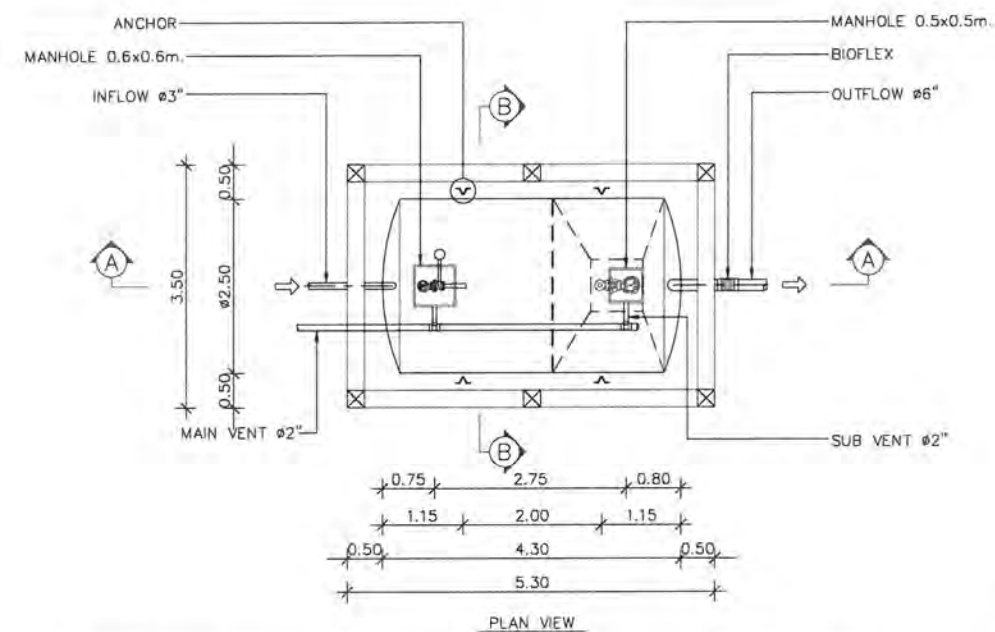 ANCHOR
MANHOLE 0.6x0.6m.
INFLOW ø3"
MANHOLE 0.5x0.5m.
BIOFLEX
OUTFLOW ø6"
B
A
A
3.50
0.50
ø2.50
0.50
MAIN VENT ø2"
B
SUB VENT ø2"
0.75 2.75 0.80
1.15 2.00 1.15
0.50 4.30 0.50
5.30
PLAN VIEW